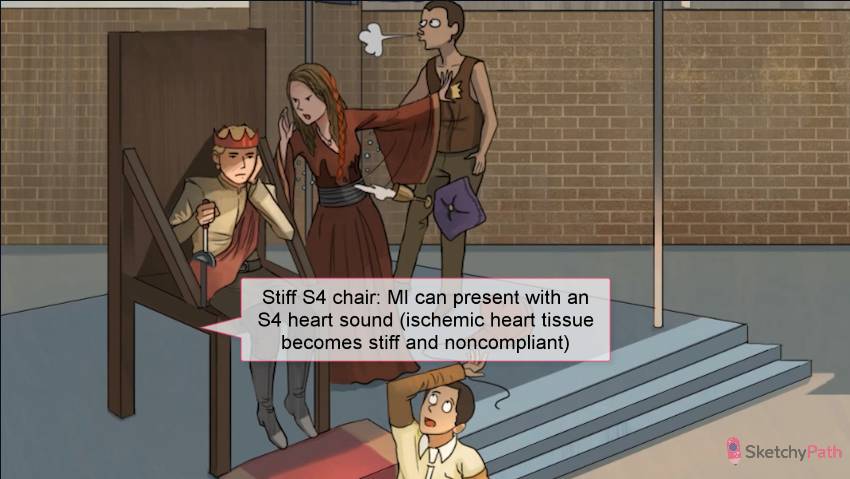 Stiff S4 chair: MI can present with an
S4 heart sound (ischemic heart tissue
becomes stiff and noncompliant)
SketchyPath